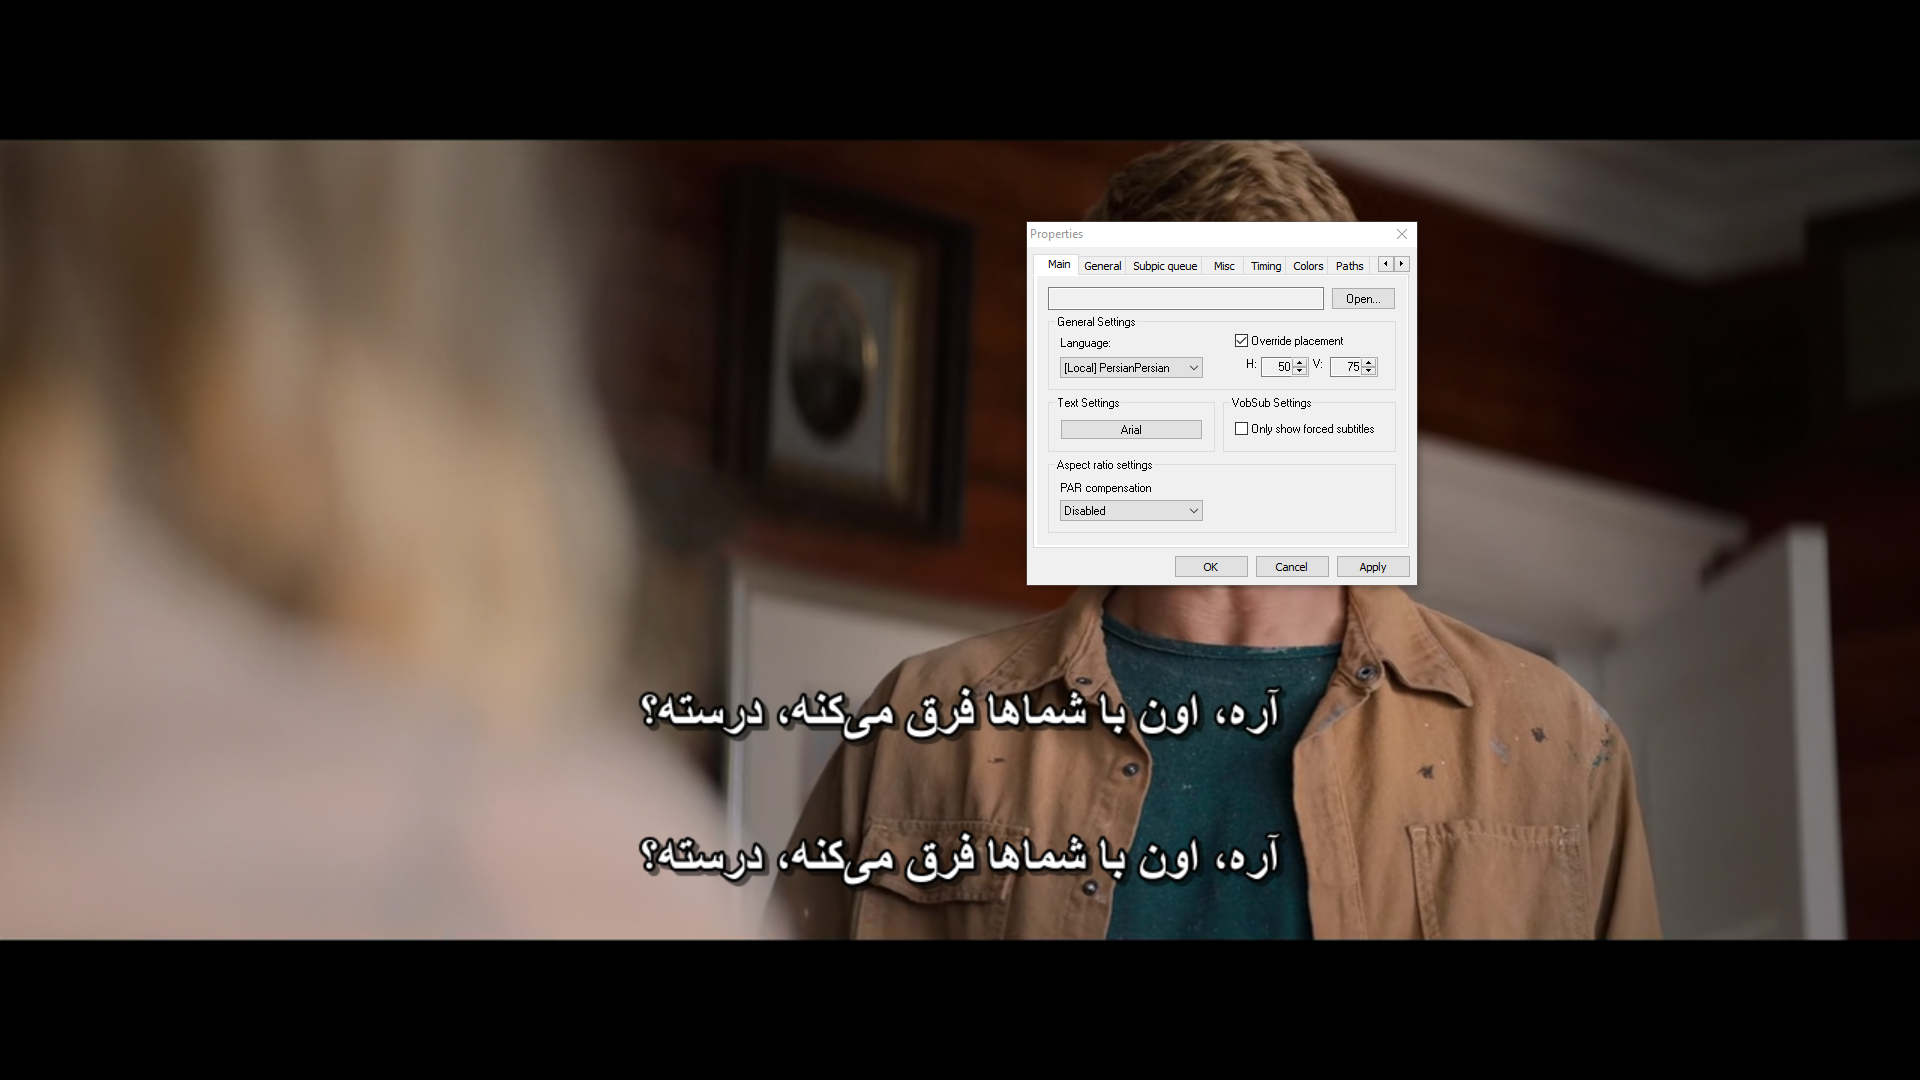 Properties
Main General Subpic queue Misc Timing Colors Paths
Open...
General Settings
Language:
Override placement
[Local] PersianPersian
H: 50 V: 75
Text Settings
VobSub Settings
Arial
Only show forced subtitles
Aspect ratio settings
PAR compensation
Disabled
OK Cancel Apply
آره، اون با شماها فرق می‌کنه، درسته؟
آره، اون با شماها فرق می‌کنه، درسته؟